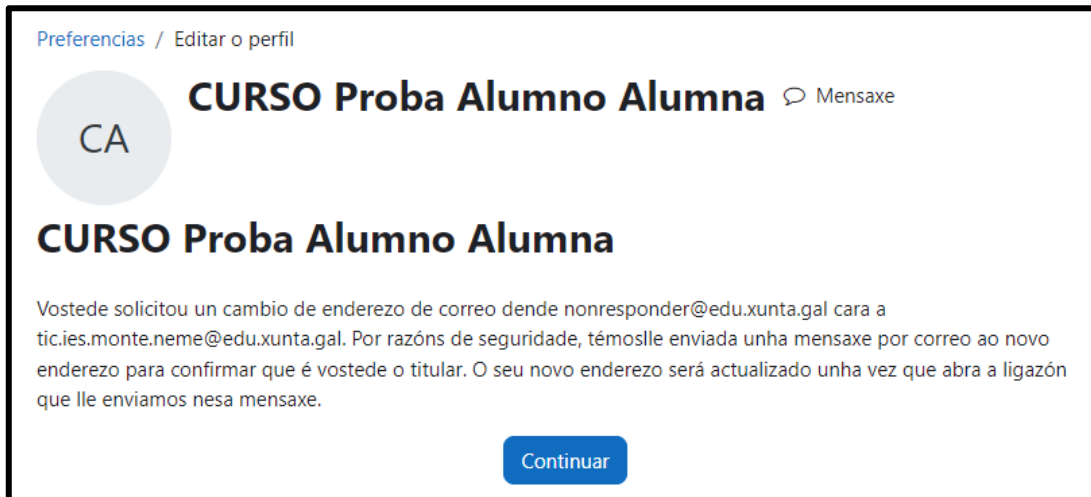 Preferencias / Editar o perfil
CA
CURSO Proba Alumno Alumna Mensaxe
CURSO Proba Alumno Alumna
Vostede solicitou un cambio de enderezo de correo dende nonresponder@edu.xunta.gal cara a
tic.ies.monte.neme@edu.xunta.gal. Por razóns de seguridade, témoslle enviada unha mensaxe por correo ao novo
enderezo para confirmar que é vostede o titular. O seu novo enderezo será actualizado unha vez que abra a ligazón
que lle enviamos nesa mensaxe.
Continuar